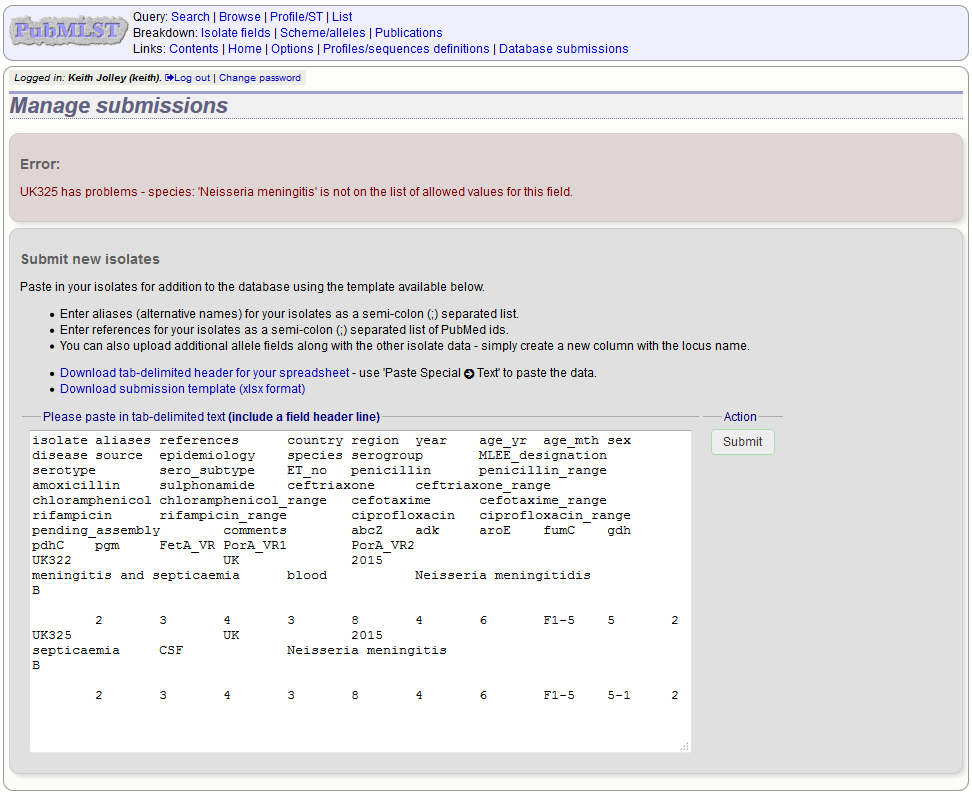 PubMLST
Query: Search | Browse | Profile/ST | List
Breakdown: Isolate fields | Scheme/alleles | Publications
Links: Contents | Home | Options | Profiles/sequences definitions | Database submissions
Logged in: Keith Jolley (keith). Log out | Change password
Manage submissions
Error:
UK325 has problems - species: 'Neisseria meningitis' is not on the list of allowed values for this field.
Submit new isolates
Paste in your isolates for addition to the database using the template available below.
• Enter aliases (alternative names) for your isolates as a semi-colon (;) separated list.
• Enter references for your isolates as a semi-colon (;) separated list of PubMed ids.
• You can also upload additional allele fields along with the other isolate data - simply create a new column with the locus name.
• Download tab-delimited header for your spreadsheet - use 'Paste Special Text' to paste the data.
• Download submission template (xlsx format)
Please paste in tab-delimited text (include a field header line)
Action
Submit
isolate aliases references country region year age_yr age_mth sex
disease source epidemiology species serogroup MLEE_designation
serotype sero_subtype ET_no penicillin penicillin_range
amoxicillin sulphonamide ceftriaxone ceftriaxone_range
chloramphenicol chloramphenicol_range cefotaxime cefotaxime_range
rifampicin rifampicin_range ciprofloxacin ciprofloxacin_range
pending_assembly comments abcZ adk aroE fumC gdh
pdhC pgm FetA_VR PorA_VR1 PorA_VR2
UK322 UK 2015
meningitis and septicaemia blood Neisseria meningitidis
B
2 3 4 3 8 4 6 F1-5 5 2
UK325 UK 2015
septicaemia CSF Neisseria meningitis
B
2 3 4 3 8 4 6 F1-5 5-1 2